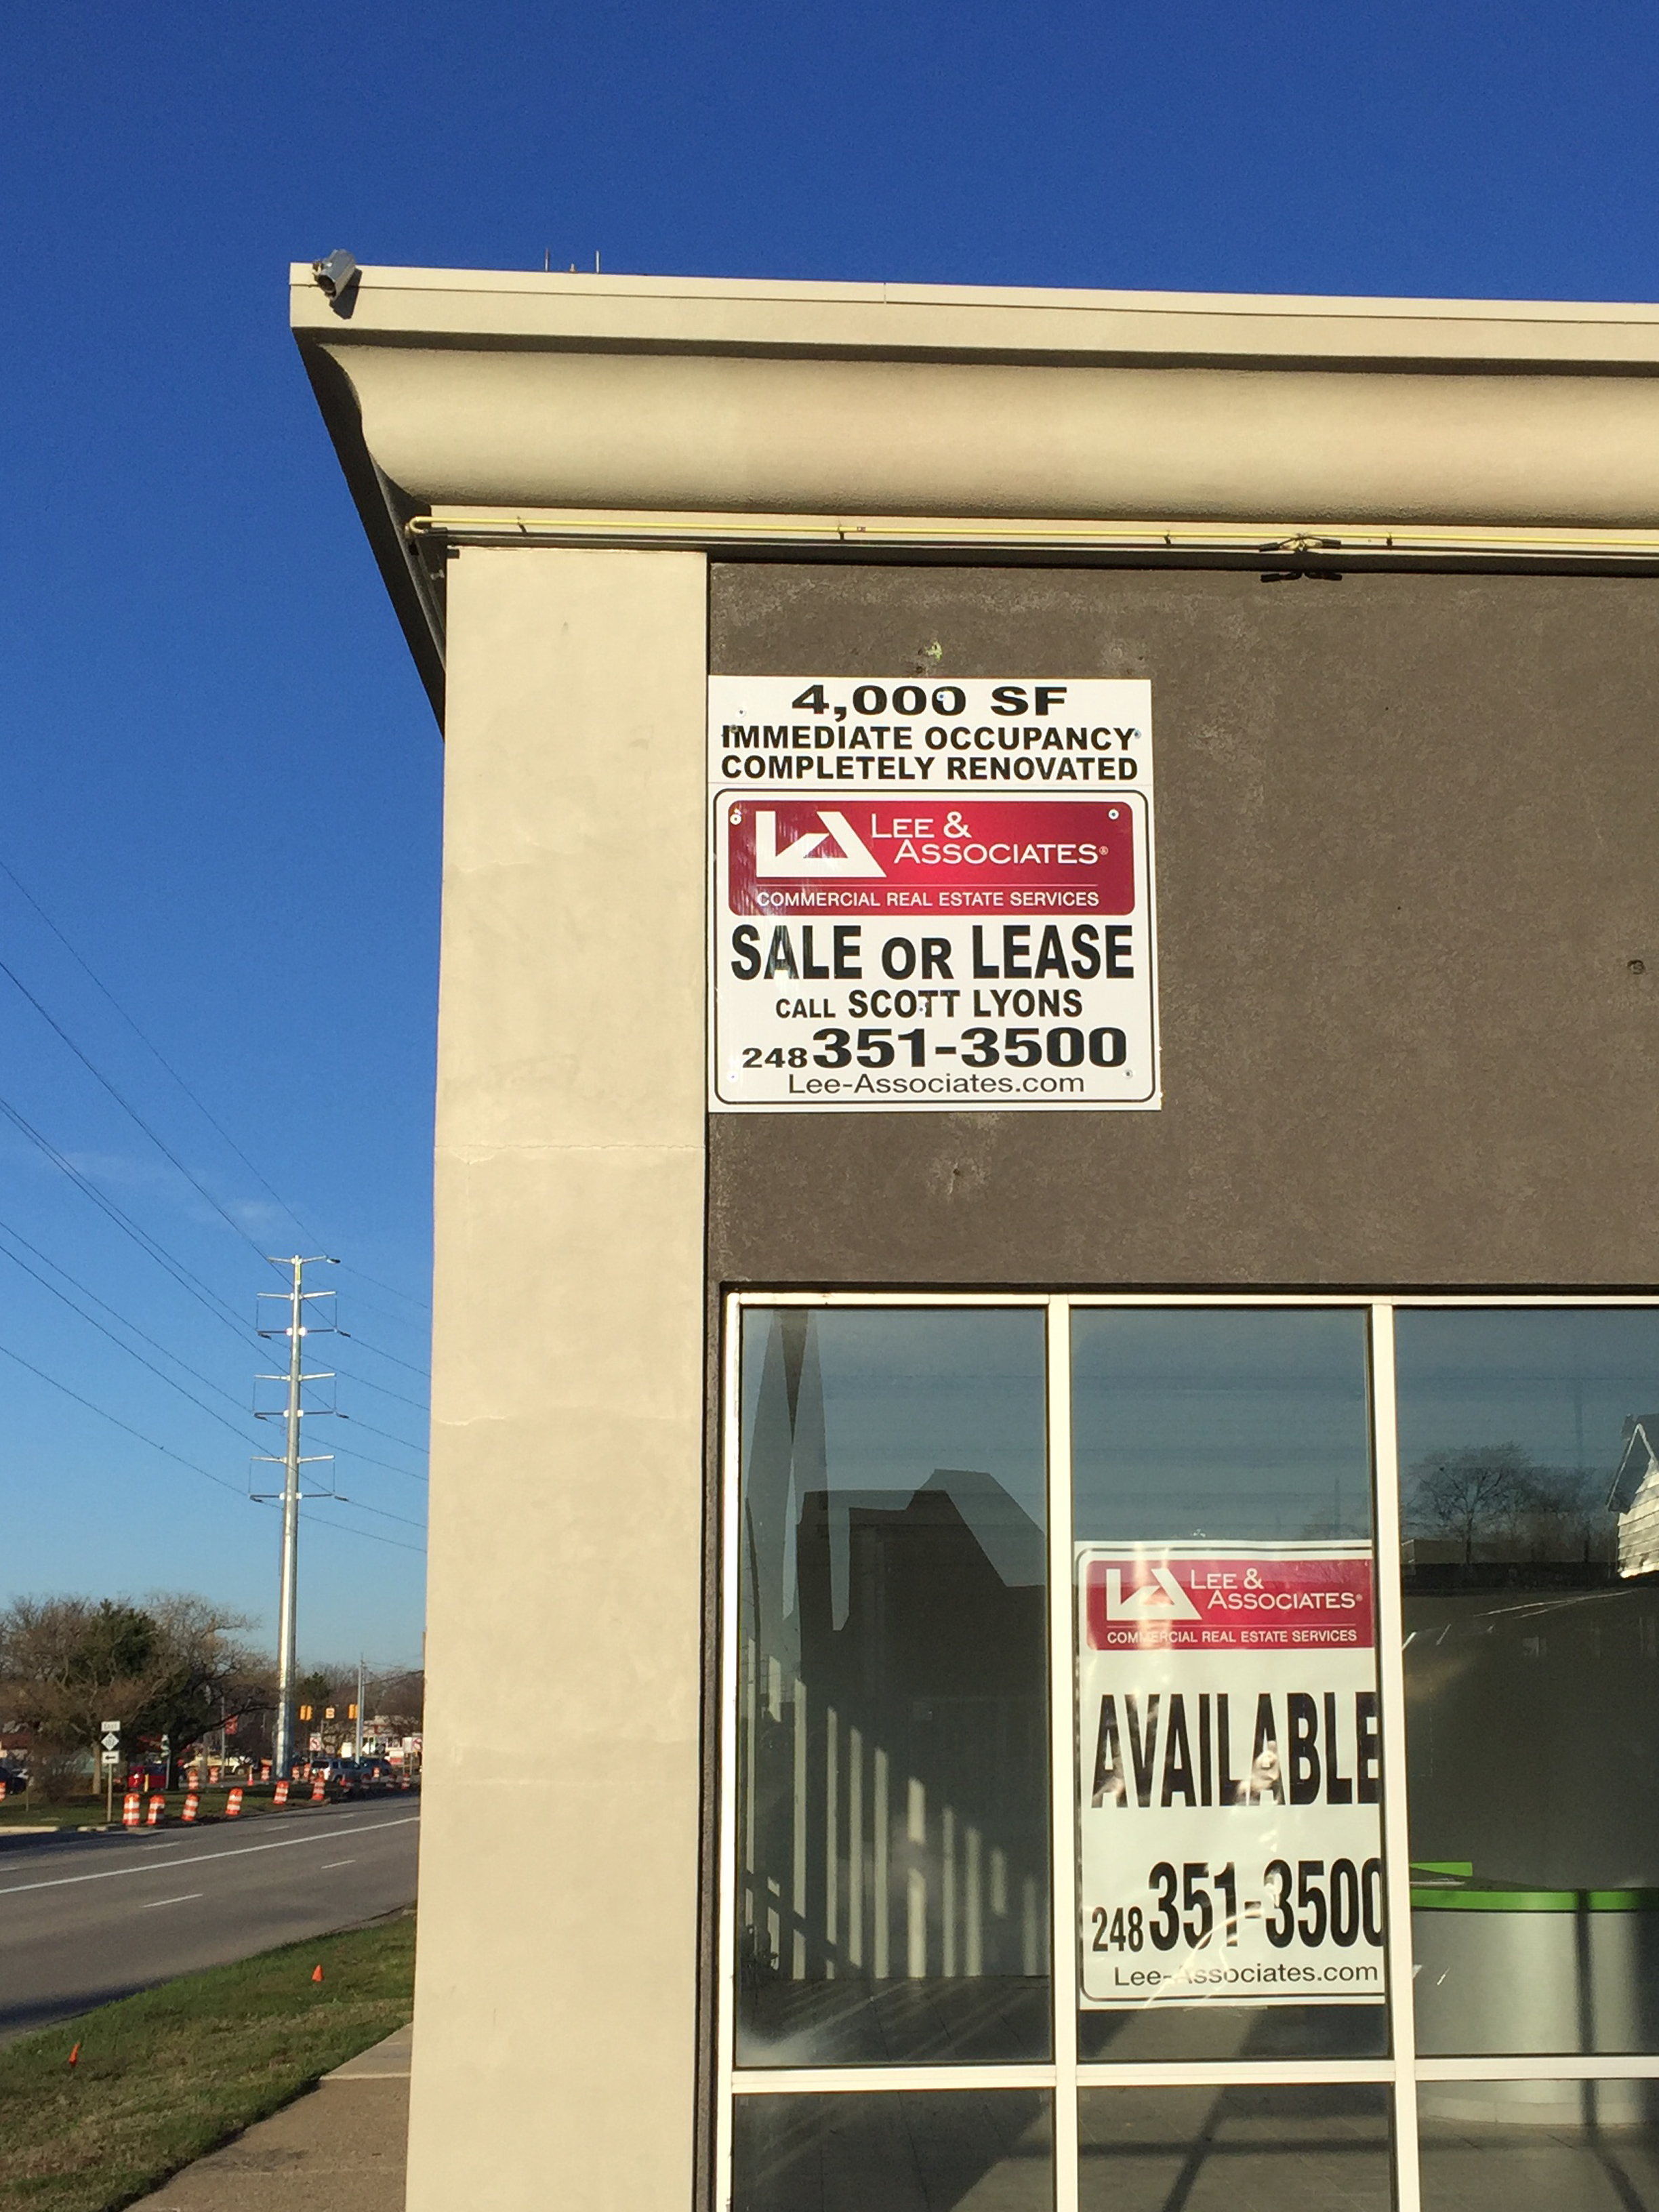 4,000 SF
IMMEDIATE OCCUPANCY
COMPLETELY RENOVATED
LEE &
ASSOCIATES®
COMMERCIAL REAL ESTATE SERVICES
SALE OR LEASE
CALL SCOTT LYONS
248 351-3500
Lee-Associates.com
LEE &
ASSOCIATES®
COMMERCIAL REAL ESTATE SERVICES
AVAILABLE
248 351-3500
Lee-Associates.com